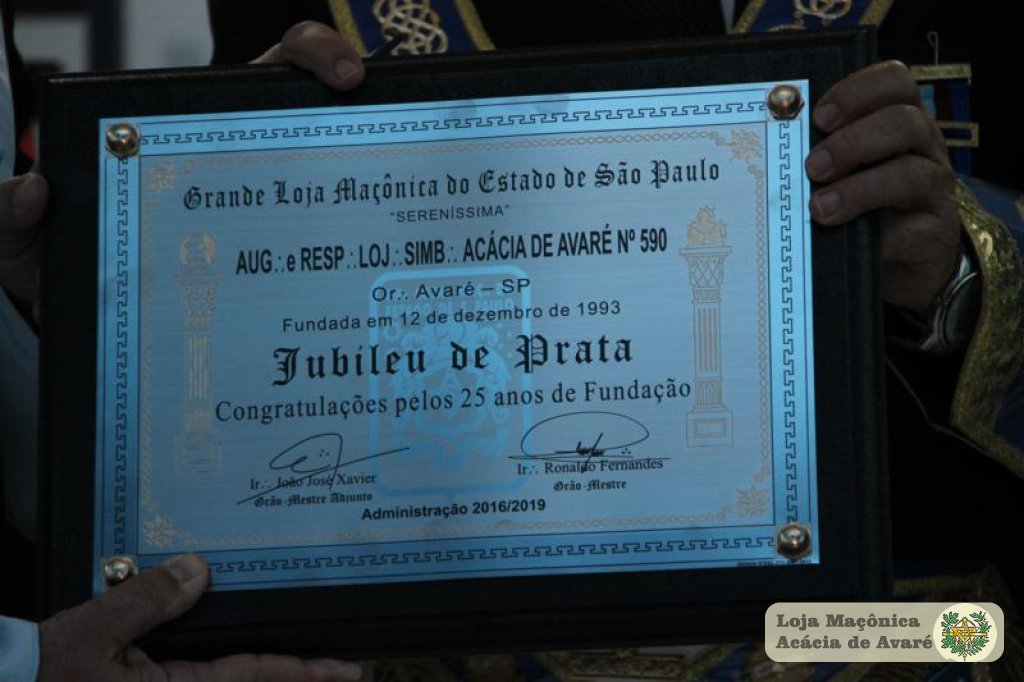 Grande Loja Maçônica do Estado de São Paulo
"SERENÍSSIMA"
AUG∴e RESP∴LOJ∴SIMB∴ ACÁCIA DE AVARÉ Nº 590
Or∴ Avaré – SP
Fundada em 12 de dezembro de 1993
Jubileu de Prata
Congratulações pelos 25 anos de Fundação
Ir∴ João José Xavier
Grão-Mestre Adjunto
Ir∴ Ronaldo Fernandes
Grão-Mestre
Administração 2016/2019
Loja Maçônica
Acácia de Avaré